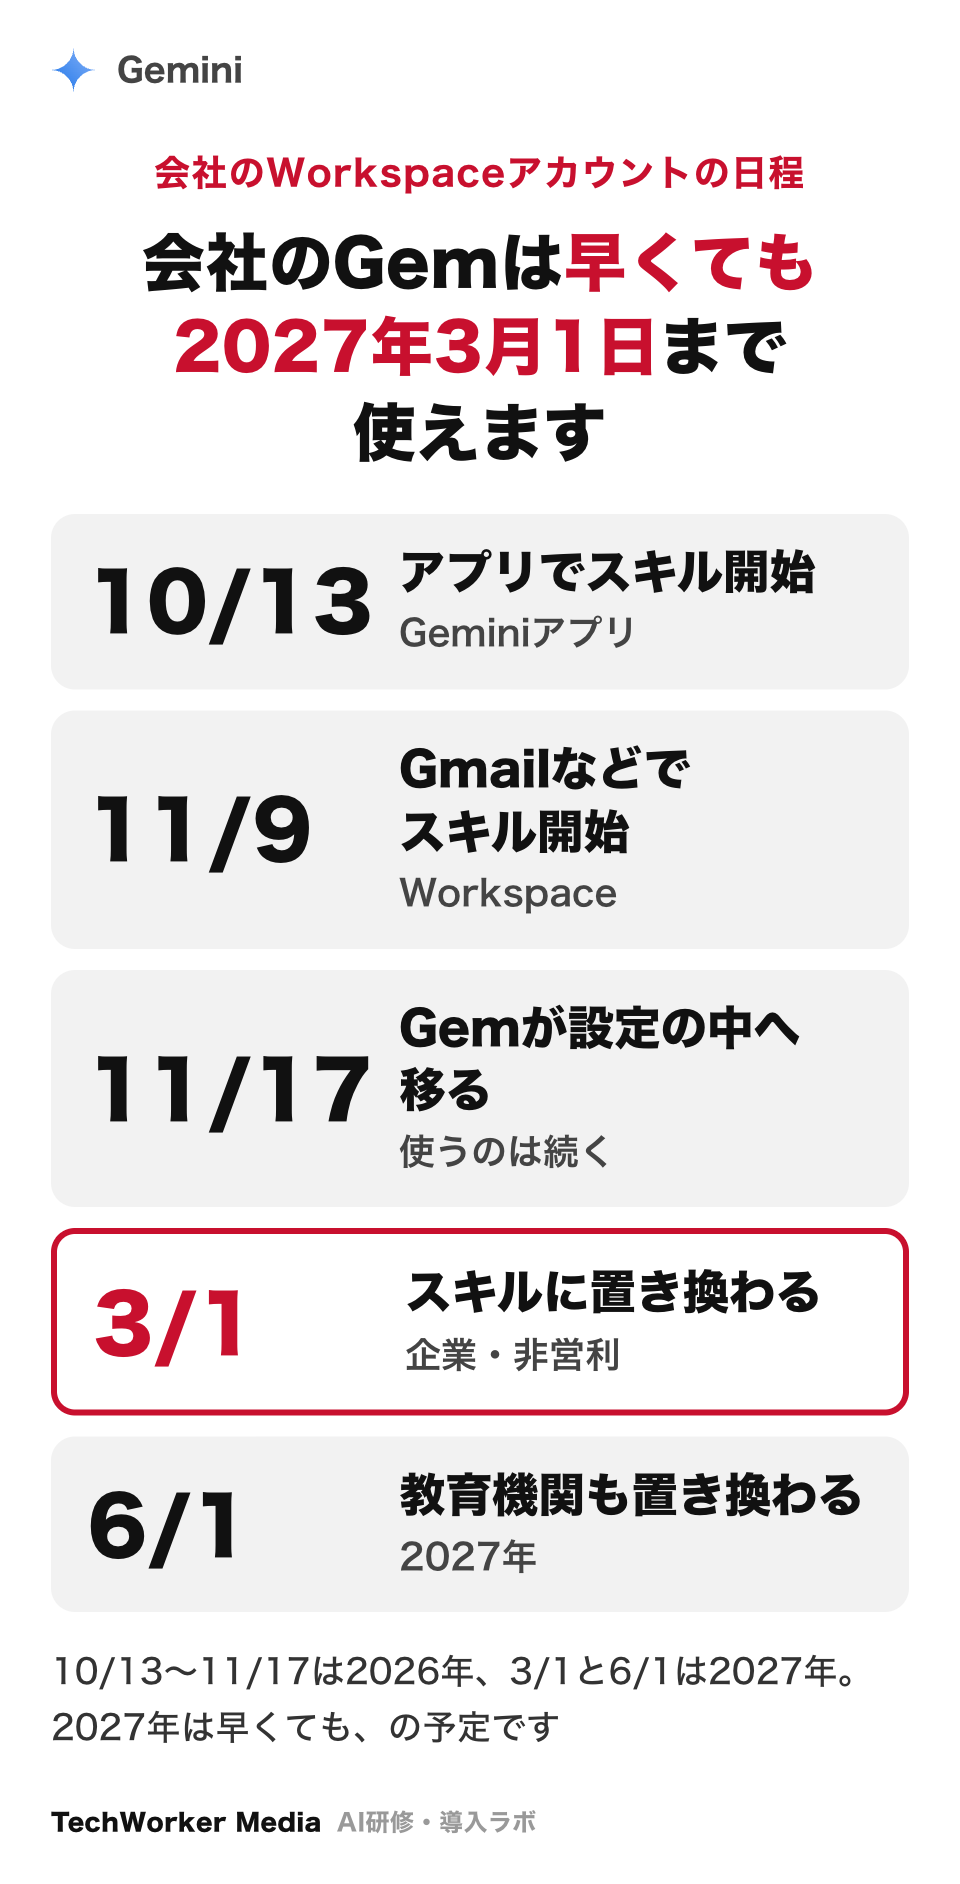 Gemini
会社のWorkspaceアカウントの日程
会社のGemは早くても
2027年3月1日まで
使えます
10/13
アプリでスキル開始
Geminiアプリ
11/9
Gmailなどで
スキル開始
Workspace
11/17
Gemが設定の中へ
移る
使うのは続く
3/1
スキルに置き換わる
企業・非営利
6/1
教育機関も置き換わる
2027年
10/13〜11/17は2026年、3/1と6/1は2027年。
2027年は早くても、の予定です
TechWorker Media AI研修・導入ラボ